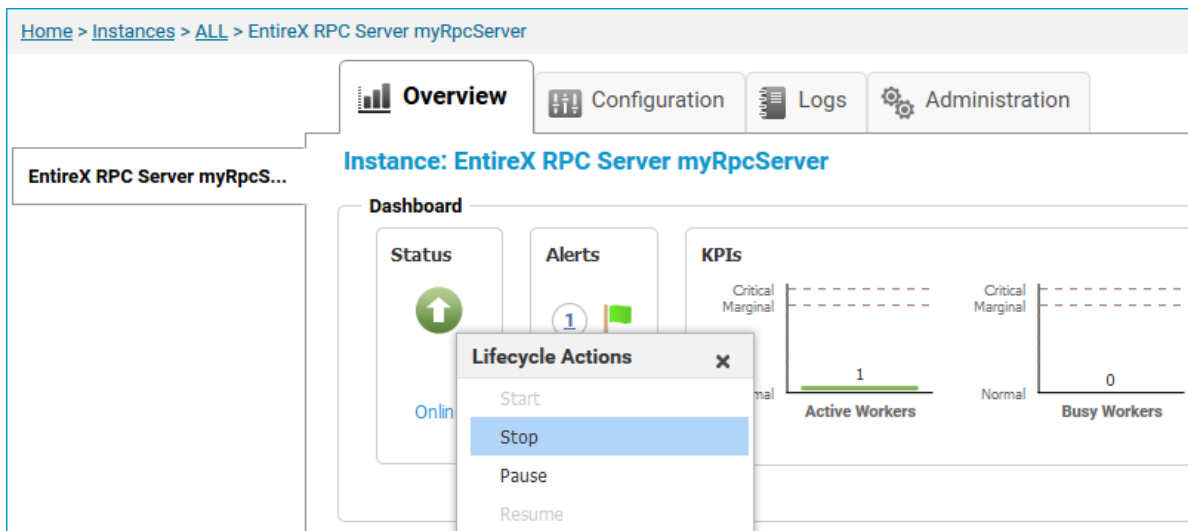 Home > Instances > ALL > EntireX RPC Server myRpcServer
Overview
Configuration
Logs
Administration
EntireX RPC Server myRpcS...
Instance: EntireX RPC Server myRpcServer
Dashboard
Status
Alerts
KPIs
Critical
Marginal
Critical
Marginal
1
Lifecycle Actions
Start
Stop
Pause
Resume
Onlin
1
mal
Active Workers
0
Normal
Busy Workers